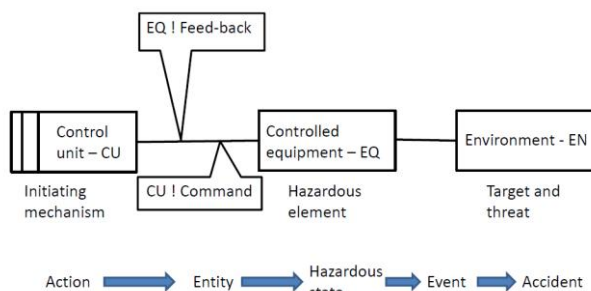 EQ ! Feed-back
Control
unit – CU
Controlled
equipment – EQ
Environment - EN
CU ! Command
Initiating
mechanism
Hazardous
element
Target and
threat
Action
Entity
Hazardous
state
Event
Accident